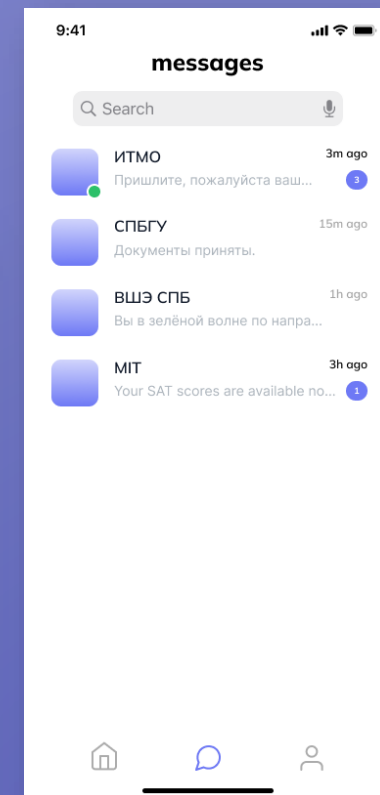 9:41
messages
Search
ИТМО 3m ago
Пришлите, пожалуйста ваш... 3
СПБГУ 15m ago
Документы приняты.
ВШЭ СПБ 1h ago
Вы в зелёной волне по напра...
MIT 3h ago
Your SAT scores are available no... 1